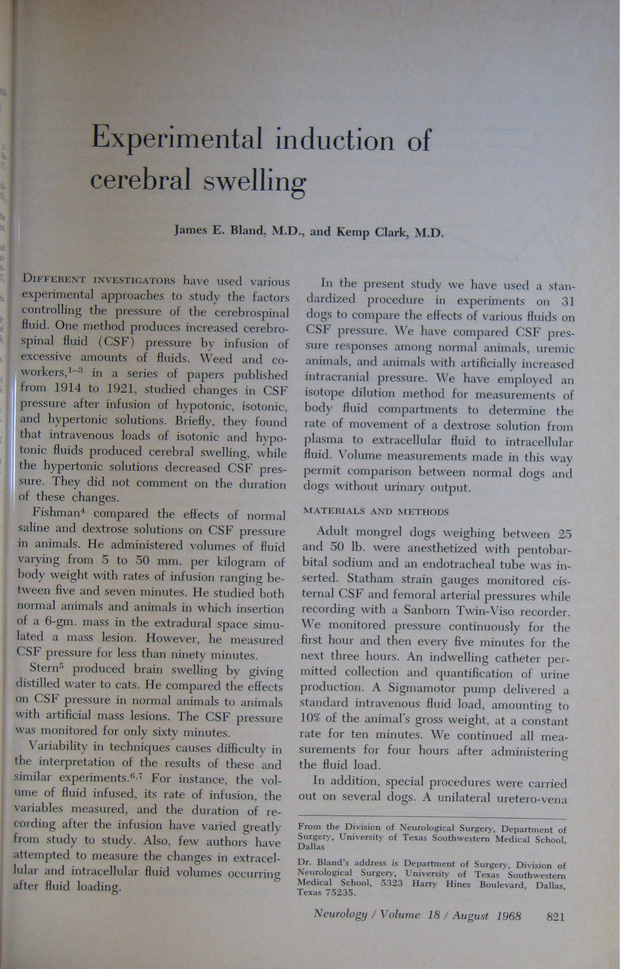 Experimental induction of
cerebral swelling
James E. Bland, M.D., and Kemp Clark, M.D.
DIFFERENT INVESTIGATORS have used various
experimental approaches to study the factors
controlling the pressure of the cerebrospinal
fluid. One method produces increased cerebro-
spinal fluid (CSF) pressure by infusion of
excessive amounts of fluids. Weed and co-
workers,1–3 in a series of papers published
from 1914 to 1921, studied changes in CSF
pressure after infusion of hypotonic, isotonic,
and hypertonic solutions. Briefly, they found
that intravenous loads of isotonic and hypo-
tonic fluids produced cerebral swelling, while
the hypertonic solutions decreased CSF pres-
sure. They did not comment on the duration
of these changes.
Fishman4 compared the effects of normal
saline and dextrose solutions on CSF pressure
in animals. He administered volumes of fluid
varying from 5 to 50 mm. per kilogram of
body weight with rates of infusion ranging be-
tween five and seven minutes. He studied both
normal animals and animals in which insertion
of a 6-gm. mass in the extradural space simu-
lated a mass lesion. However, he measured
CSF pressure for less than ninety minutes.
Stern5 produced brain swelling by giving
distilled water to cats. He compared the effects
on CSF pressure in normal animals to animals
with artificial mass lesions. The CSF pressure
was monitored for only sixty minutes.
Variability in techniques causes difficulty in
the interpretation of the results of these and
similar experiments.6,7 For instance, the vol-
ume of fluid infused, its rate of infusion, the
variables measured, and the duration of re-
cording after the infusion have varied greatly
from study to study. Also, few authors have
attempted to measure the changes in extracel-
lular and intracellular fluid volumes occurring
after fluid loading.
In the present study we have used a stan-
dardized procedure in experiments on 31
dogs to compare the effects of various fluids on
CSF pressure. We have compared CSF pres-
sure responses among normal animals, uremic
animals, and animals with artificially increased
intracranial pressure. We have employed an
isotope dilution method for measurements of
body fluid compartments to determine the
rate of movement of a dextrose solution from
plasma to extracellular fluid to intracellular
fluid. Volume measurements made in this way
permit comparison between normal dogs and
dogs without urinary output.
MATERIALS AND METHODS
Adult mongrel dogs weighing between 25
and 50 lb. were anesthetized with pentobar-
bital sodium and an endotracheal tube was in-
serted. Statham strain gauges monitored cis-
ternal CSF and femoral arterial pressures while
recording with a Sanborn Twin-Viso recorder.
We monitored pressure continuously for the
first hour and then every five minutes for the
next three hours. An indwelling catheter per-
mitted collection and quantification of urine
production. A Sigmamotor pump delivered a
standard intravenous fluid load, amounting to
10% of the animal's gross weight, at a constant
rate for ten minutes. We continued all mea-
surements for four hours after administering
the fluid load.
In addition, special procedures were carried
out on several dogs. A unilateral uretero-vena
From the Division of Neurological Surgery, Department of
Surgery, University of Texas Southwestern Medical School,
Dallas
Dr. Bland's address is Department of Surgery, Division of
Neurological Surgery, University of Texas Southwestern
Medical School, 5323 Harry Hines Boulevard, Dallas,
Texas 75235.
Neurology / Volume 18 / August 1968 821